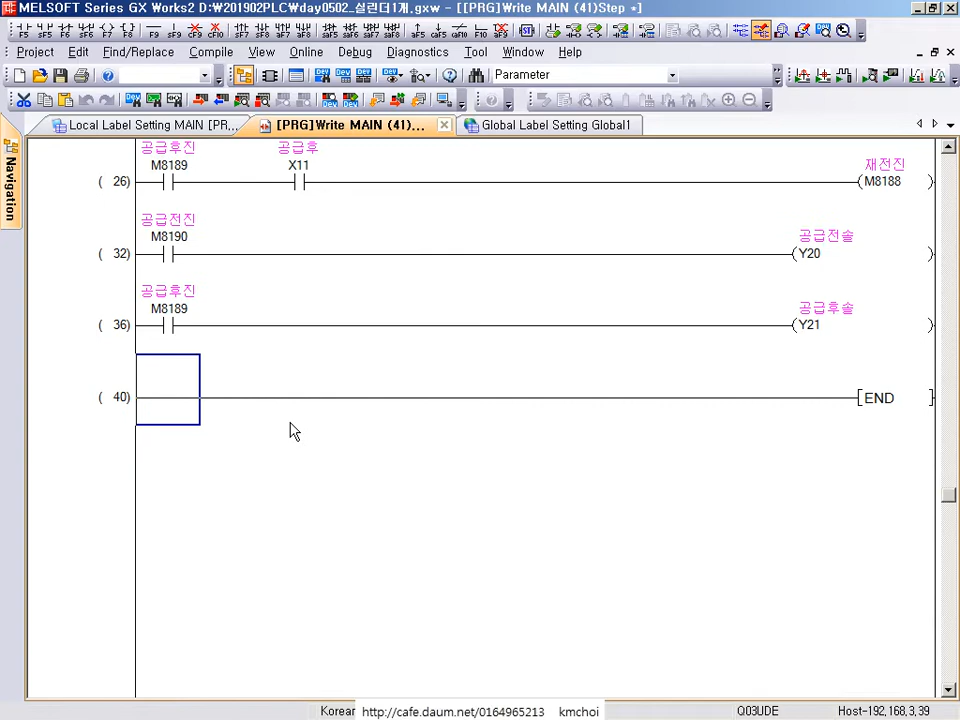 MELSOFT Series GX Works2 D:\201902PLC\day0502_실린더1개.gxw - [[PRG]Write MAIN (41)Step *]
Project Edit Find/Replace Compile View Online Debug Diagnostics Tool Window Help
Parameter
Local Label Setting MAIN [PR,... [PRG]Write MAIN (41)... Global Label Setting Global1
Navigation
공급후진 공급후 재전진
M8189 X11 M8188
( 26)
공급전진 공급전솔
M8190 Y20
( 32)
공급후진 공급후솔
M8189 Y21
( 36)
( 40) END
Korean http://cafe.daum.net/0164965213 kmchoi Q03UDE Host-192,168,3,39